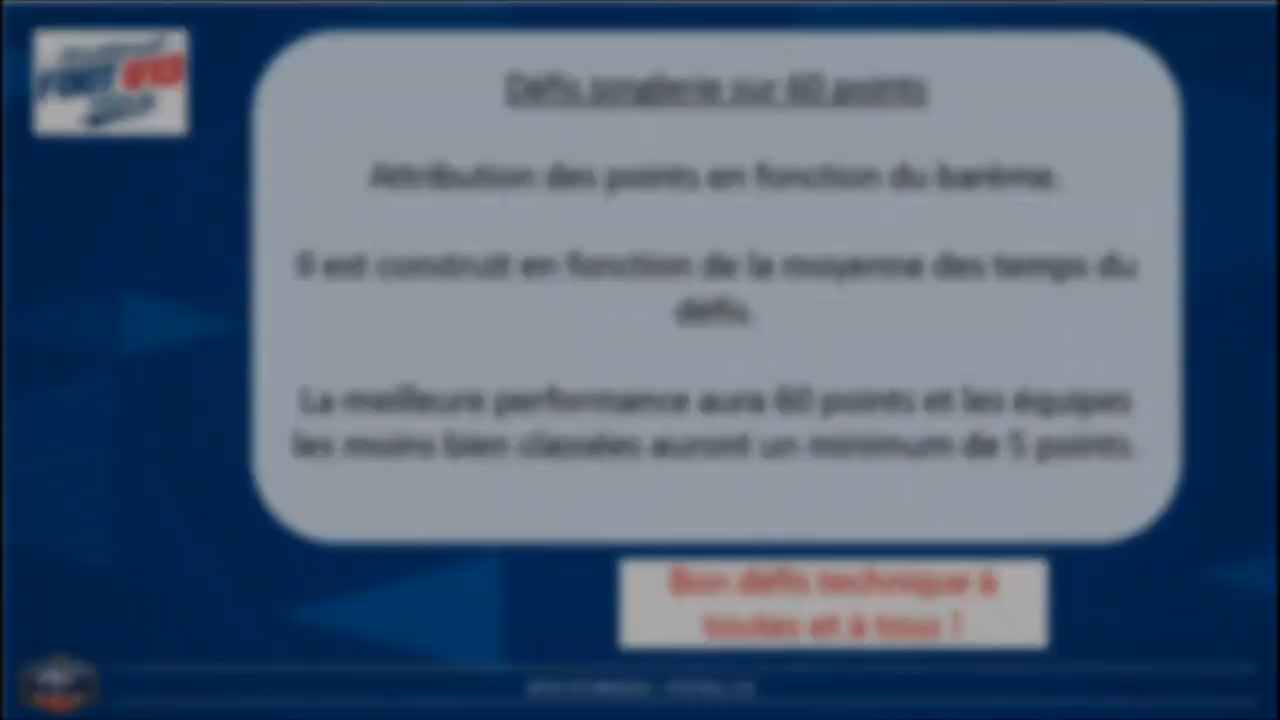 Défis jonglerie sur 60 points
Attribution des points en fonction du barème.
Il est construit en fonction de la moyenne des temps du
défis.
La meilleure performance aura 60 points et les équipes
les moins bien classées auront un minimum de 5 points.
Bon défis technique à
toutes et à tous !